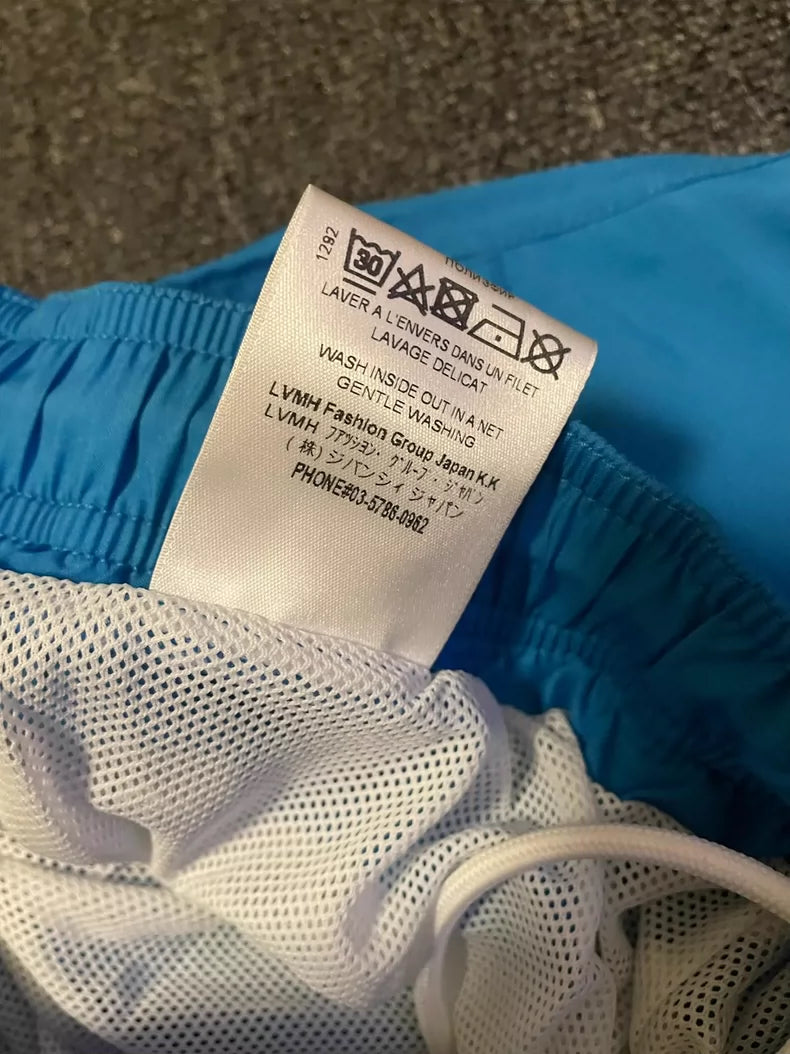 1292
ПОЛИЭФИР
30
LAVER A L'ENVERS DANS UN FILET
LAVAGE DELICAT
WASH INSIDE OUT IN A NET
GENTLE WASHING
LVMH Fashion Group Japan K.K
LVMH ファッション・ グループ・ジャパン
(株) ジバンシィ ジャパン
PHONE#03-5786-0962